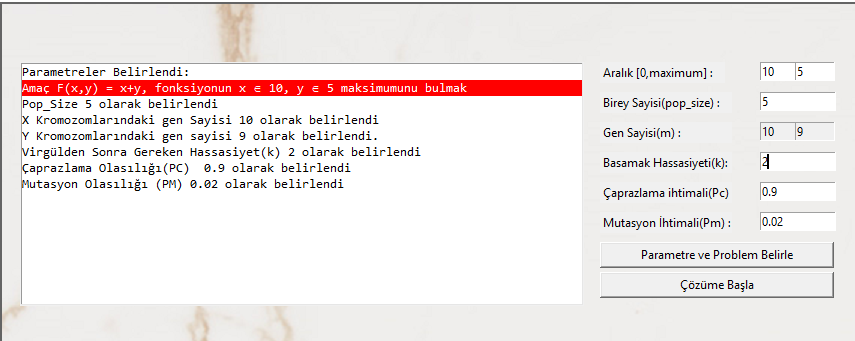 Parametreler Belirlendi:
Amaç F(x,y) = x+y, fonksiyonun x ∈ 10, y ∈ 5 maksimumunu bulmak
Pop_Size 5 olarak belirlendi
X Kromozomlarındaki gen Sayisi 10 olarak belirlendi
Y Kromozomlarındaki gen sayisi 9 olarak belirlendi.
Virgülden Sonra Gereken Hassasiyet(k) 2 olarak belirlendi
Çaprazlama Olasılığı(PC)  0.9 olarak belirlendi
Mutasyon Olasılığı (PM) 0.02 olarak belirlendi
Aralık [0,maximum] : 10 5
Birey Sayisi(pop_size) : 5
Gen Sayisi(m) : 10 9
Basamak Hassasiyeti(k): 2
Çaprazlama ihtimali(Pc) 0.9
Mutasyon İhtimali(Pm) : 0.02
Parametre ve Problem Belirle
Çözüme Başla